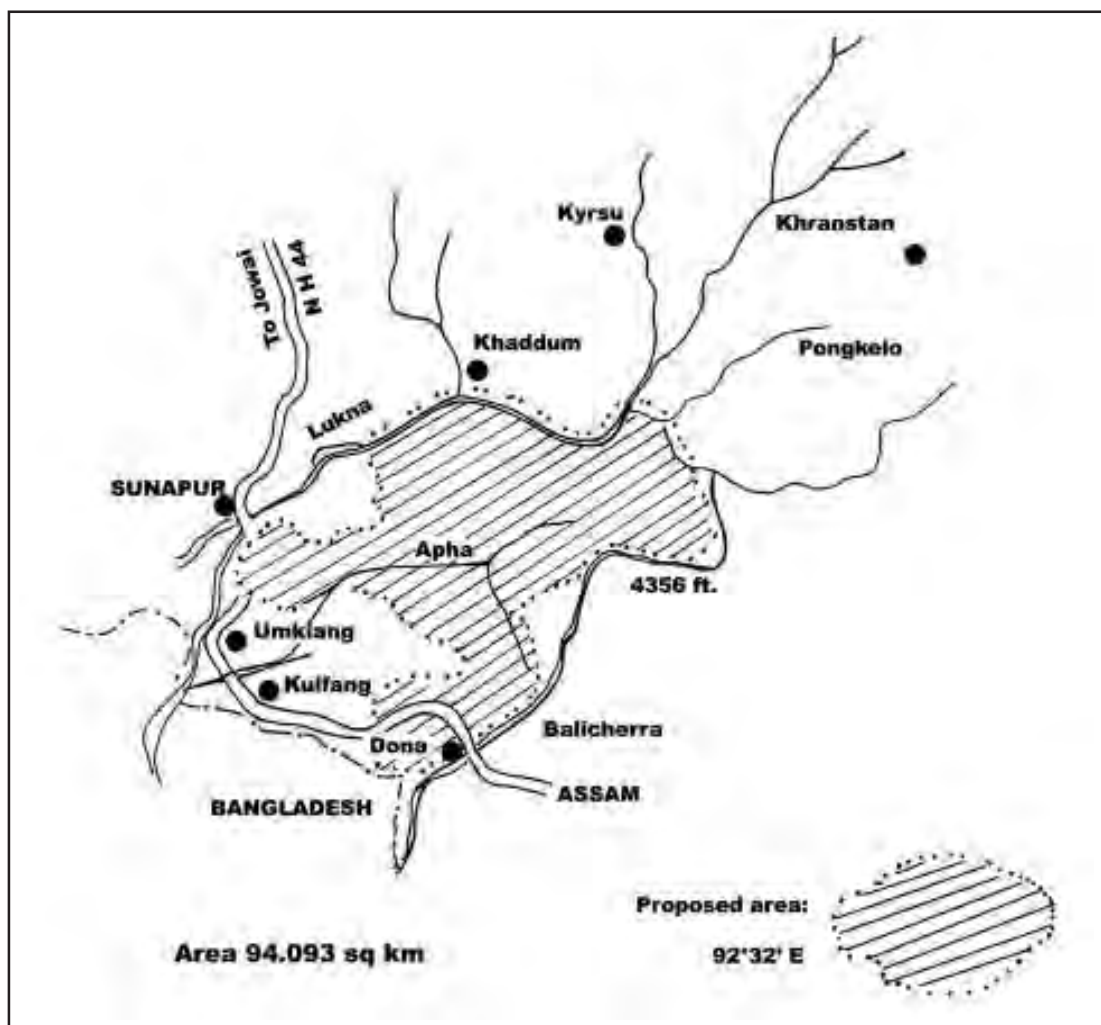 Kyrsu
Khranstan
N H 44
To Jowai
Khaddum
Pongkelo
Lukna
SUNAPUR
Apha
4356 ft.
Umkiang
Kulfang
Balicherra
Dona
ASSAM
BANGLADESH
Proposed area:
92°32' E
Area 94.093 sq km